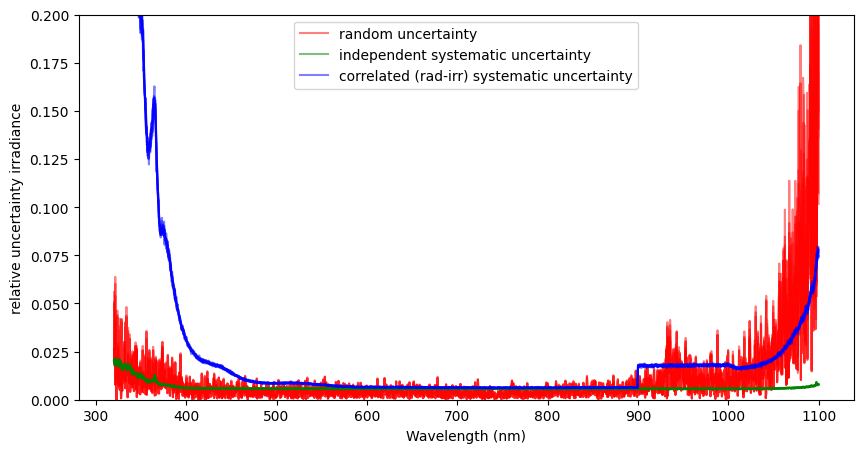 random uncertainty
independent systematic uncertainty
correlated (rad-irr) systematic uncertainty
relative uncertainty irradiance
0.200
0.175
0.150
0.125
0.100
0.075
0.050
0.025
0.000
300 400 500 600 700 800 900 1000 1100
Wavelength (nm)